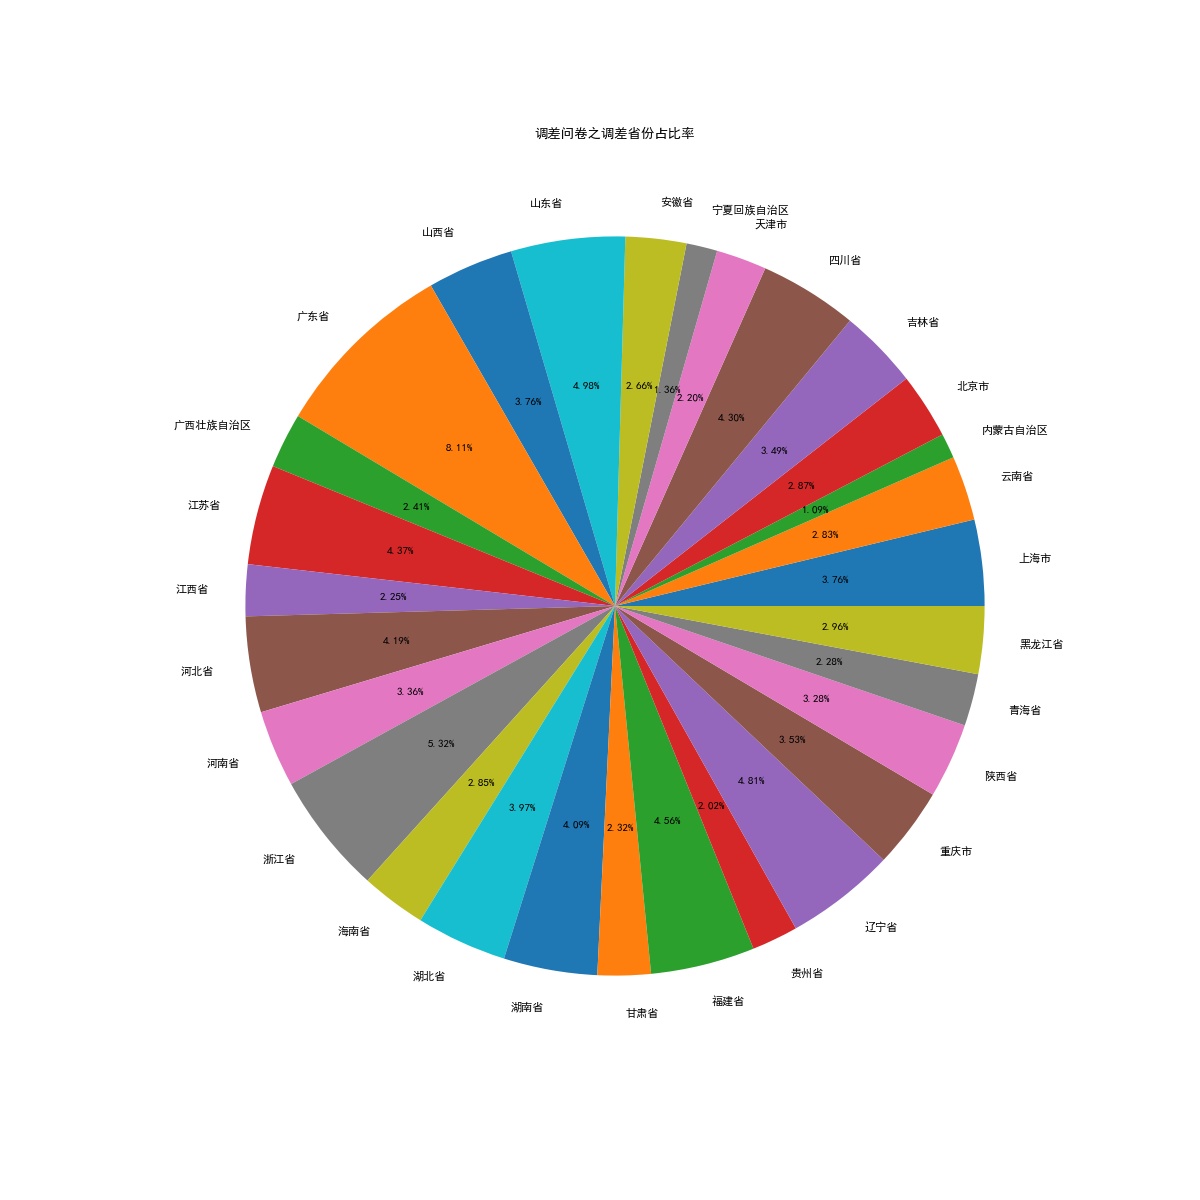 调差问卷之调差省份占比率
山东省
安徽省
宁夏回族自治区
天津市
山西省
四川省
广东省
吉林省
北京市
广西壮族自治区
内蒙古自治区
云南省
江苏省
上海市
江西省
黑龙江省
河北省
青海省
河南省
陕西省
浙江省
重庆市
海南省
辽宁省
湖北省
贵州省
湖南省
甘肃省
福建省
4.98%
2.66%
1.36%
2.20%
3.76%
4.30%
8.11%
3.49%
2.87%
2.41%
1.09%
2.83%
4.37%
3.76%
2.25%
2.96%
4.19%
2.28%
3.36%
3.28%
5.32%
3.53%
2.85%
4.81%
3.97%
2.02%
4.09%
2.32%
4.56%